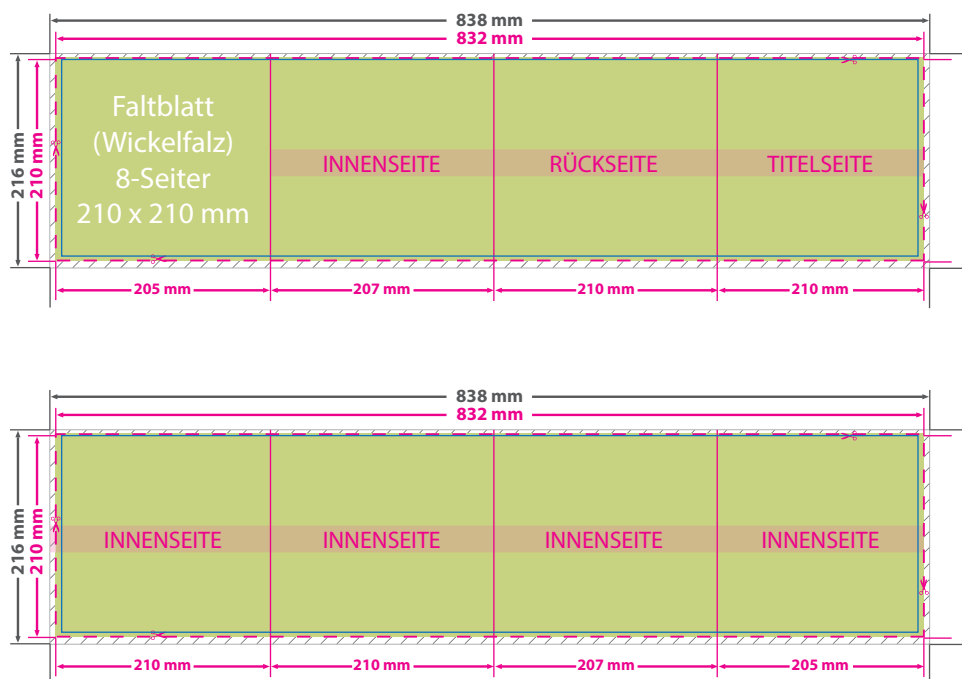 838 mm
832 mm
216 mm
210 mm
Faltblatt
(Wickelfalz)
8-Seiter
210 x 210 mm
INNENSEITE
RÜCKSEITE
TITELSEITE
205 mm
207 mm
210 mm
210 mm
838 mm
832 mm
216 mm
210 mm
INNENSEITE
INNENSEITE
INNENSEITE
INNENSEITE
210 mm
210 mm
207 mm
205 mm